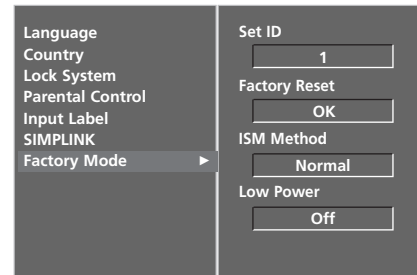 Language
Country
Lock System
Parental Control
Input Label
SIMPLINK
Factory Mode
Set ID
1
Factory Reset
OK
ISM Method
Normal
Low Power
Off